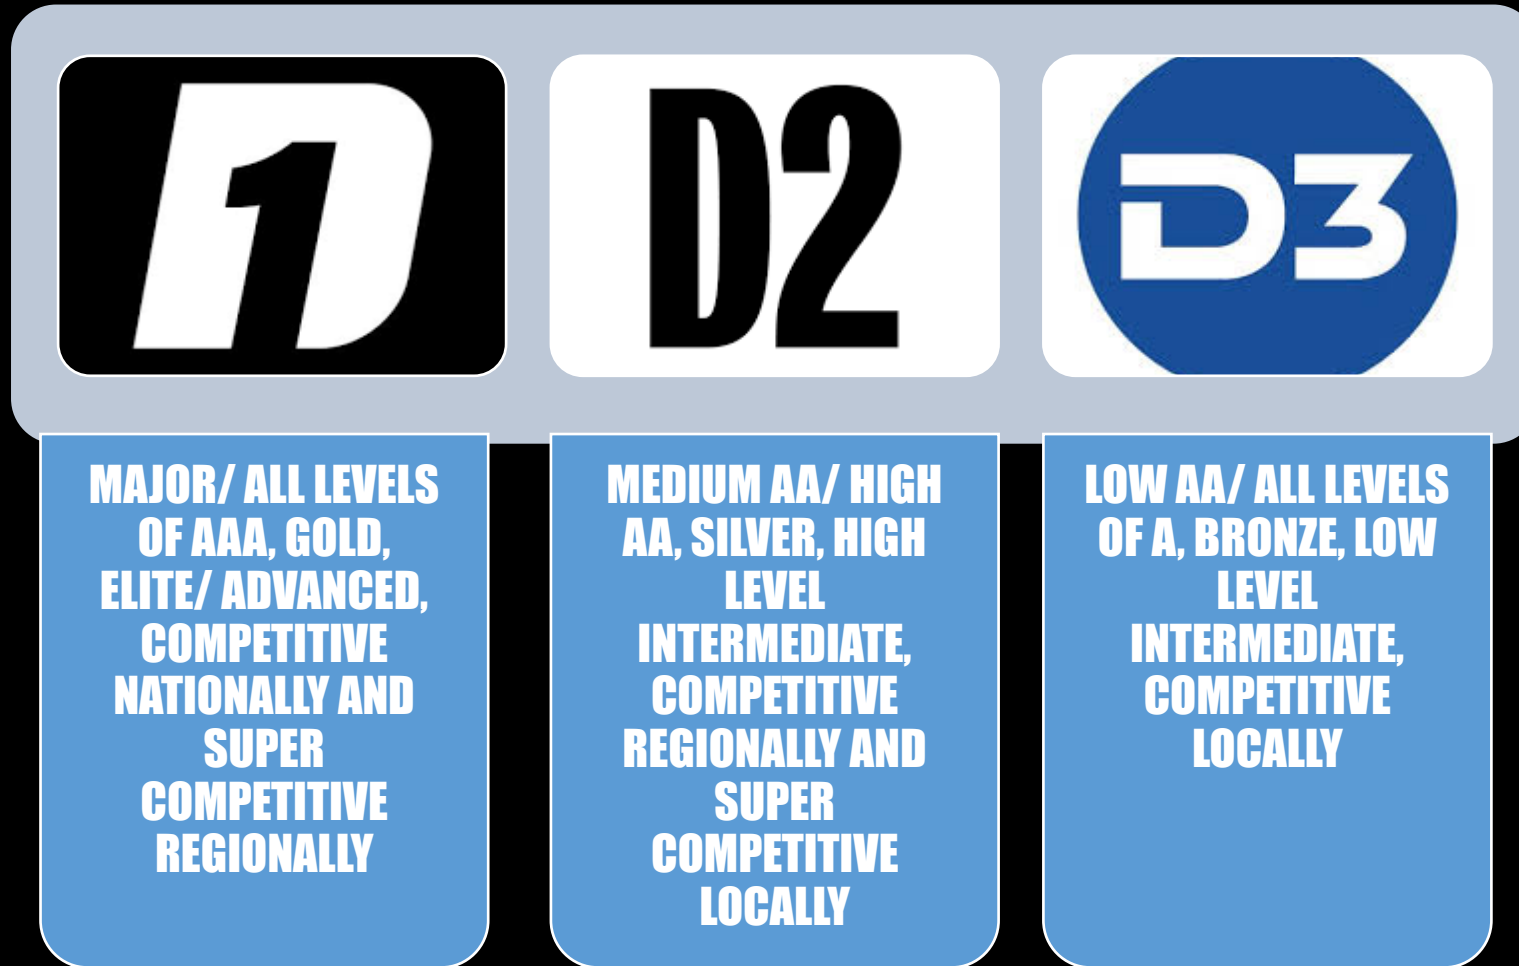 D1
D2
D3
MAJOR/ ALL LEVELS
OF AAA, GOLD,
ELITE/ ADVANCED,
COMPETITIVE
NATIONALLY AND
SUPER
COMPETITIVE
REGIONALLY
MEDIUM AA/ HIGH
AA, SILVER, HIGH
LEVEL
INTERMEDIATE,
COMPETITIVE
REGIONALLY AND
SUPER
COMPETITIVE
LOCALLY
LOW AA/ ALL LEVELS
OF A, BRONZE, LOW
LEVEL
INTERMEDIATE,
COMPETITIVE
LOCALLY